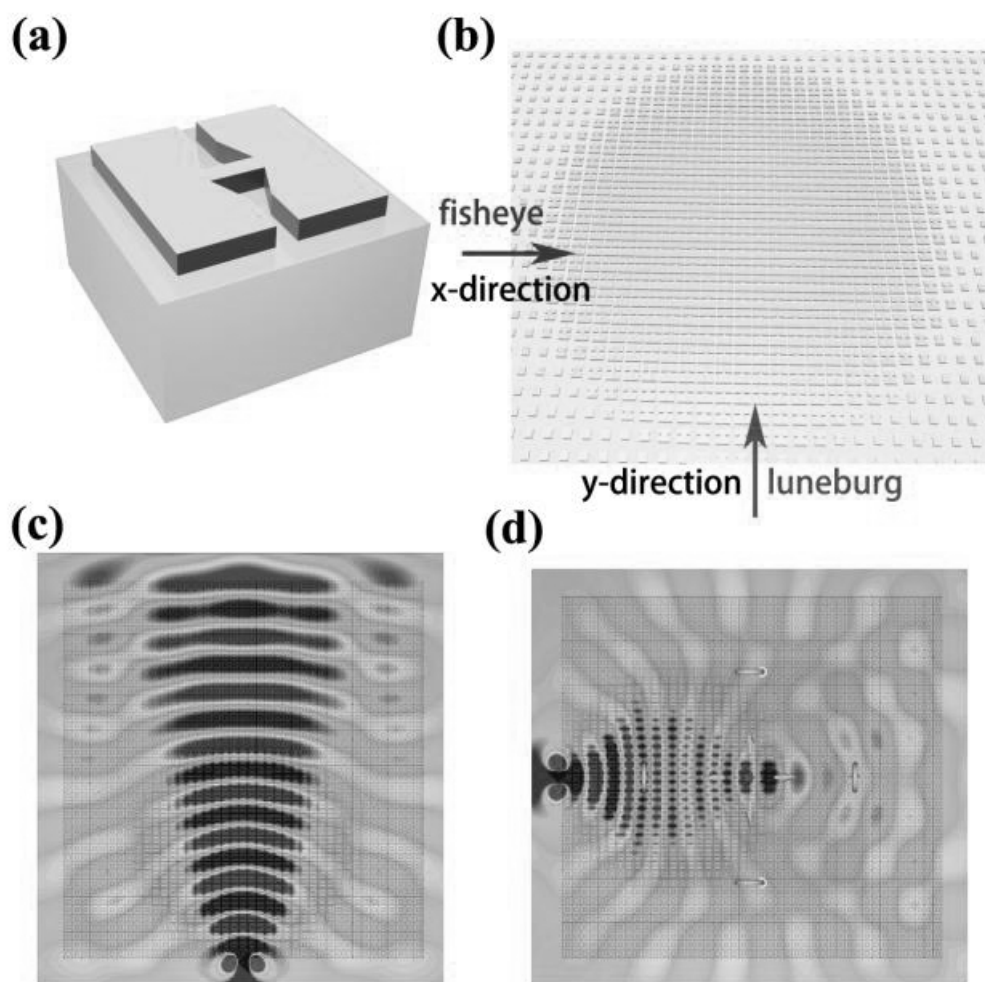 (a)
(b)
fisheye
x-direction
y-direction luneburg
(c)
(d)